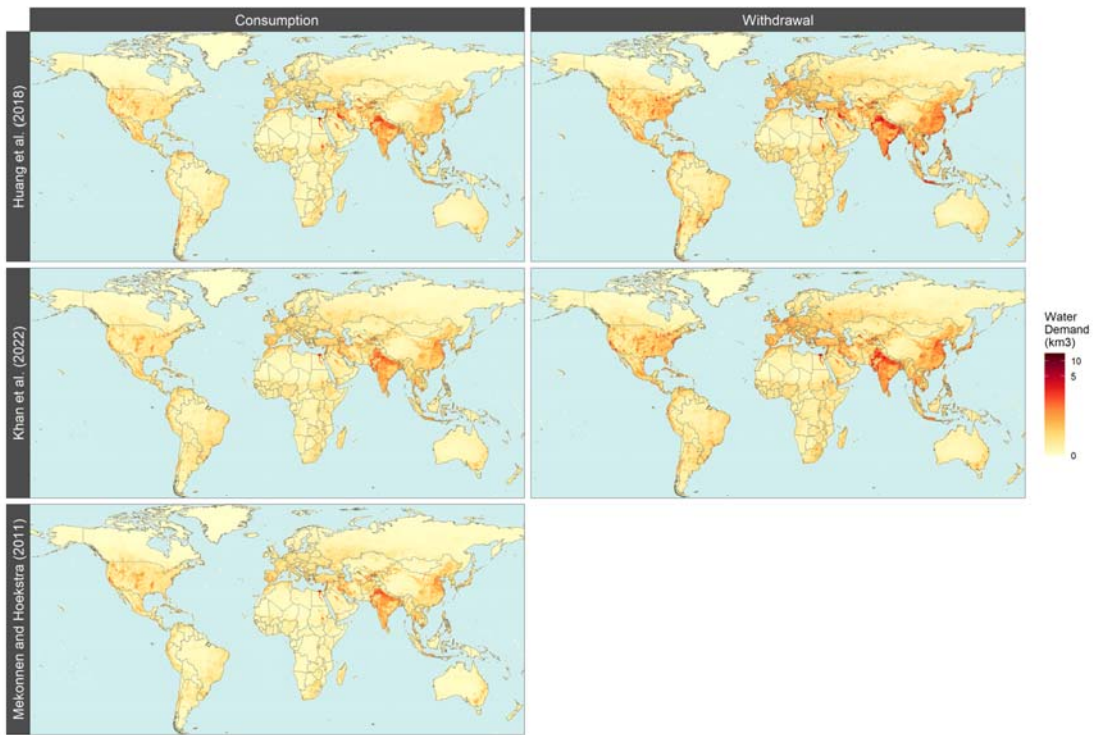 Consumption
Withdrawal
Huang et al. (2018)
Khan et al. (2022)
Water
Demand
(km3)
10
5
0
Mekonnen and Hoekstra (2011)